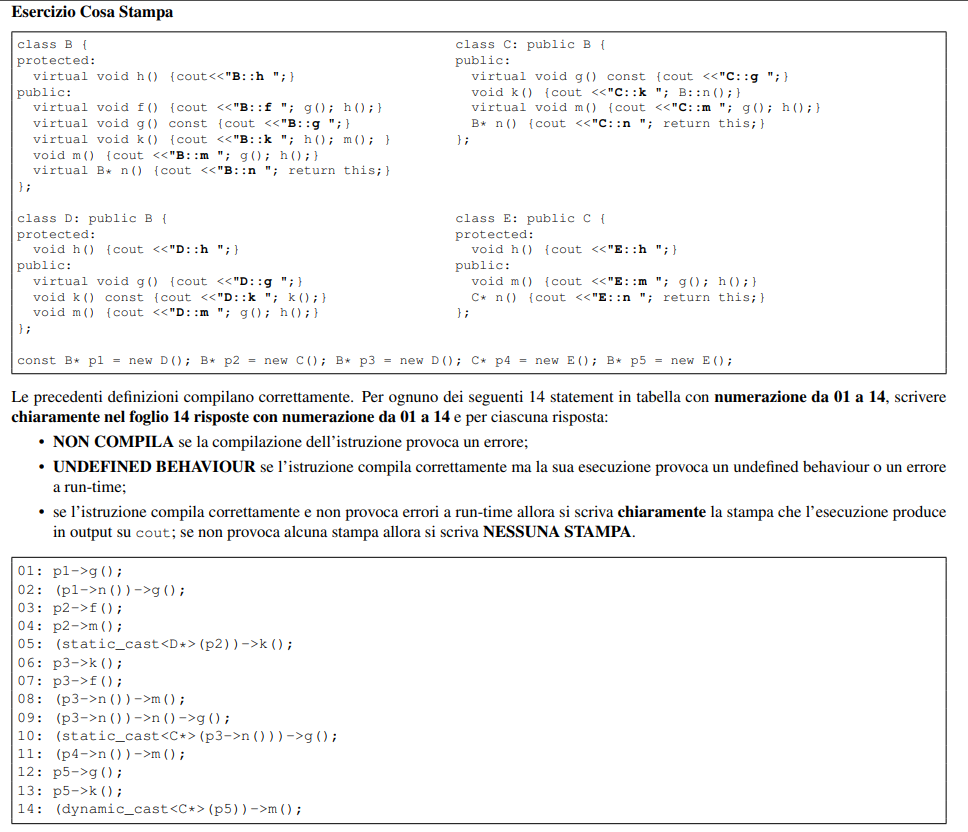 Esercizio Cosa Stampa
class B {
protected:
  virtual void h() {cout<<"B::h ";}
public:
  virtual void f() {cout <<"B::f "; g(); h();}
  virtual void g() const {cout <<"B::g ";}
  virtual void k() {cout <<"B::k "; h(); m(); }
  void m() {cout <<"B::m "; g(); h();}
  virtual B* n() {cout <<"B::n "; return this;}
};
class C: public B {
public:
  virtual void g() const {cout <<"C::g ";}
  void k() {cout <<"C::k "; B::n();}
  virtual void m() {cout <<"C::m "; g(); h();}
  B* n() {cout <<"C::n "; return this;}
};
class D: public B {
protected:
  void h() {cout <<"D::h ";}
public:
  virtual void g() {cout <<"D::g ";}
  void k() const {cout <<"D::k "; k();}
  void m() {cout <<"D::m "; g(); h();}
};
class E: public C {
protected:
  void h() {cout <<"E::h ";}
public:
  void m() {cout <<"E::m "; g(); h();}
  C* n() {cout <<"E::n "; return this;}
};
const B* p1 = new D(); B* p2 = new C(); B* p3 = new D(); C* p4 = new E(); B* p5 = new E();
Le precedenti definizioni compilano correttamente. Per ognuno dei seguenti 14 statement in tabella con numerazione da 01 a 14, scrivere
chiaramente nel foglio 14 risposte con numerazione da 01 a 14 e per ciascuna risposta:
• NON COMPILA se la compilazione dell'istruzione provoca un errore;
• UNDEFINED BEHAVIOUR se l'istruzione compila correttamente ma la sua esecuzione provoca un undefined behaviour o un errore
a run-time;
• se l'istruzione compila correttamente e non provoca errori a run-time allora si scriva chiaramente la stampa che l'esecuzione produce
in output su cout; se non provoca alcuna stampa allora si scriva NESSUNA STAMPA.
01: p1->g();
02: (p1->n())->g();
03: p2->f();
04: p2->m();
05: (static_cast<D*>(p2))->k();
06: p3->k();
07: p3->f();
08: (p3->n())->m();
09: (p3->n())->n()->g();
10: (static_cast<C*>(p3->n()))->g();
11: (p4->n())->m();
12: p5->g();
13: p5->k();
14: (dynamic_cast<C*>(p5))->m();